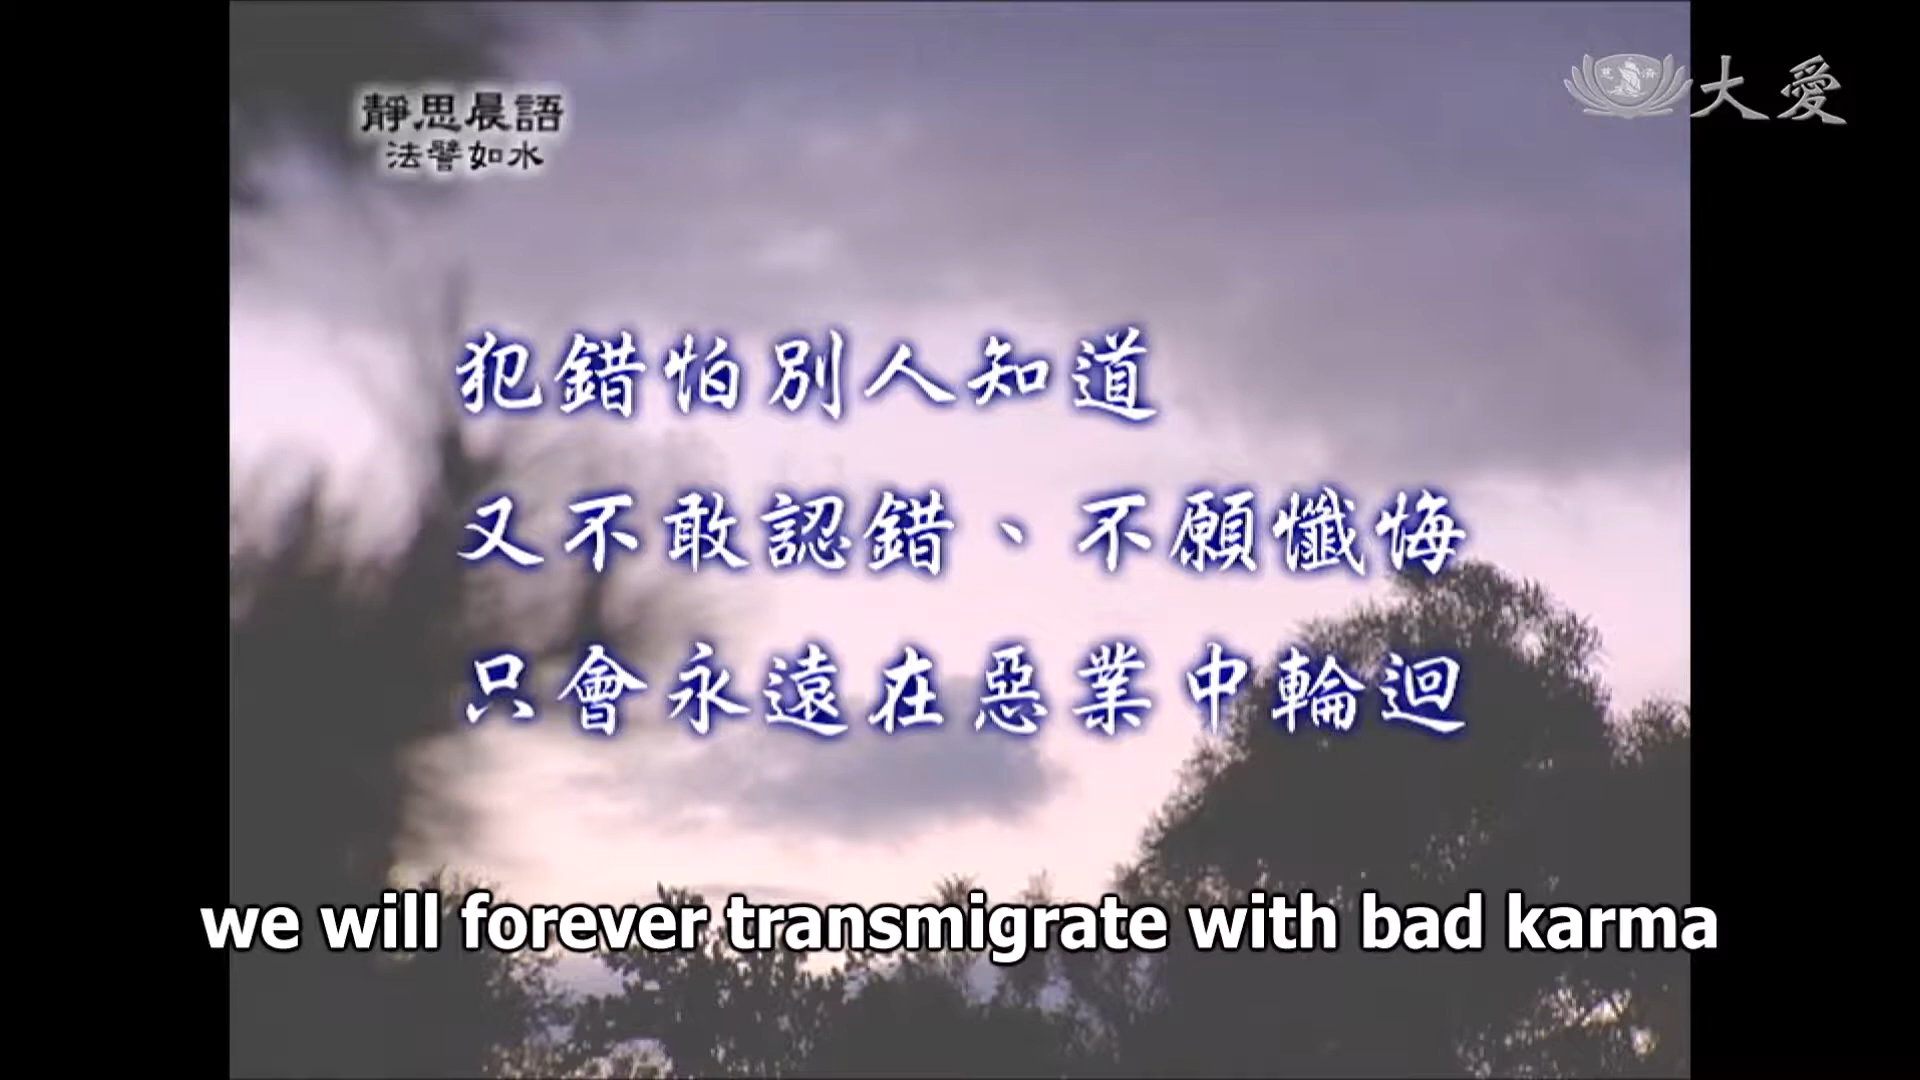 靜思晨語
法譬如水
大愛
犯錯怕別人知道
又不敢認錯、不願懺悔
只會永遠在惡業中輪迴
we will forever transmigrate with bad karma